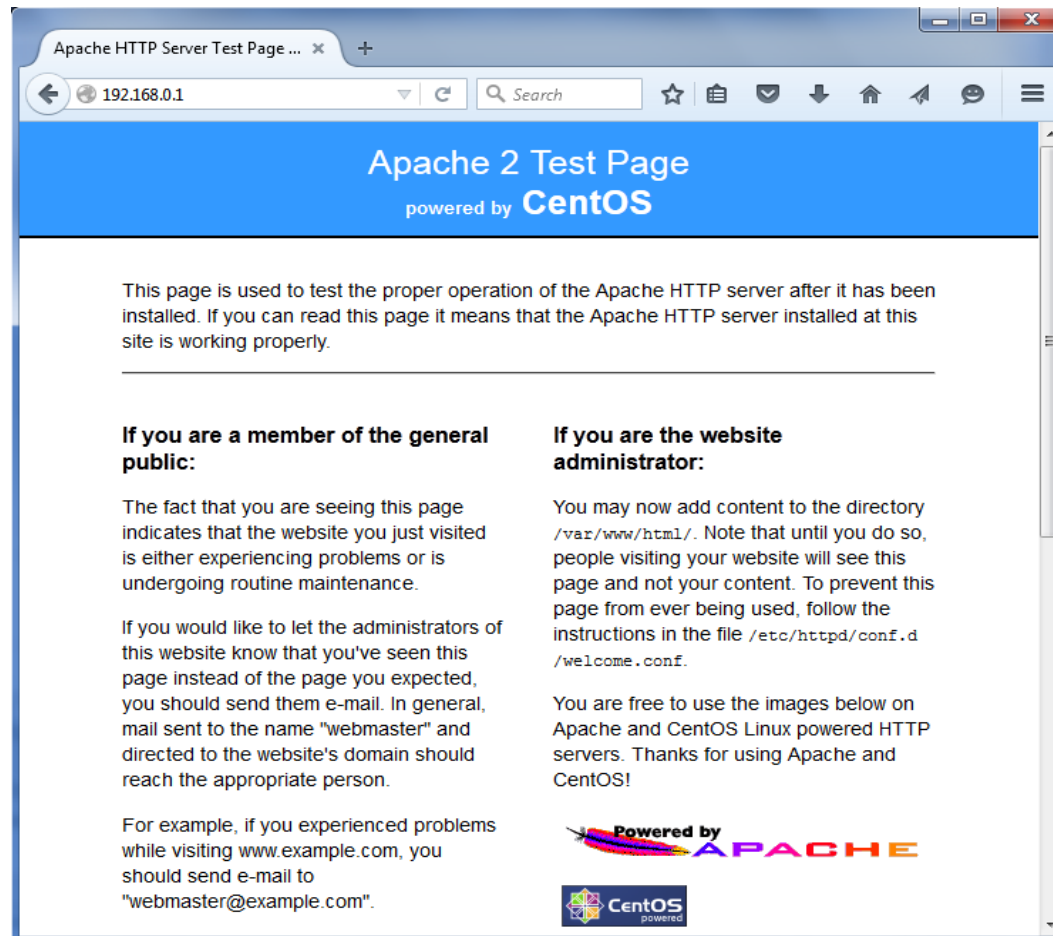 Apache HTTP Server Test Page ...
192.168.0.1
Search
Apache 2 Test Page
powered by CentOS
This page is used to test the proper operation of the Apache HTTP server after it has been
installed. If you can read this page it means that the Apache HTTP server installed at this
site is working properly.
If you are a member of the general
public:
The fact that you are seeing this page
indicates that the website you just visited
is either experiencing problems or is
undergoing routine maintenance.
If you would like to let the administrators of
this website know that you've seen this
page instead of the page you expected,
you should send them e-mail. In general,
mail sent to the name "webmaster" and
directed to the website's domain should
reach the appropriate person.
For example, if you experienced problems
while visiting www.example.com, you
should send e-mail to
"webmaster@example.com".
If you are the website
administrator:
You may now add content to the directory
/var/www/html/. Note that until you do so,
people visiting your website will see this
page and not your content. To prevent this
page from ever being used, follow the
instructions in the file /etc/httpd/conf.d
/welcome.conf.
You are free to use the images below on
Apache and CentOS Linux powered HTTP
servers. Thanks for using Apache and
CentOS!
Powered by
APACHE
CentOS
powered